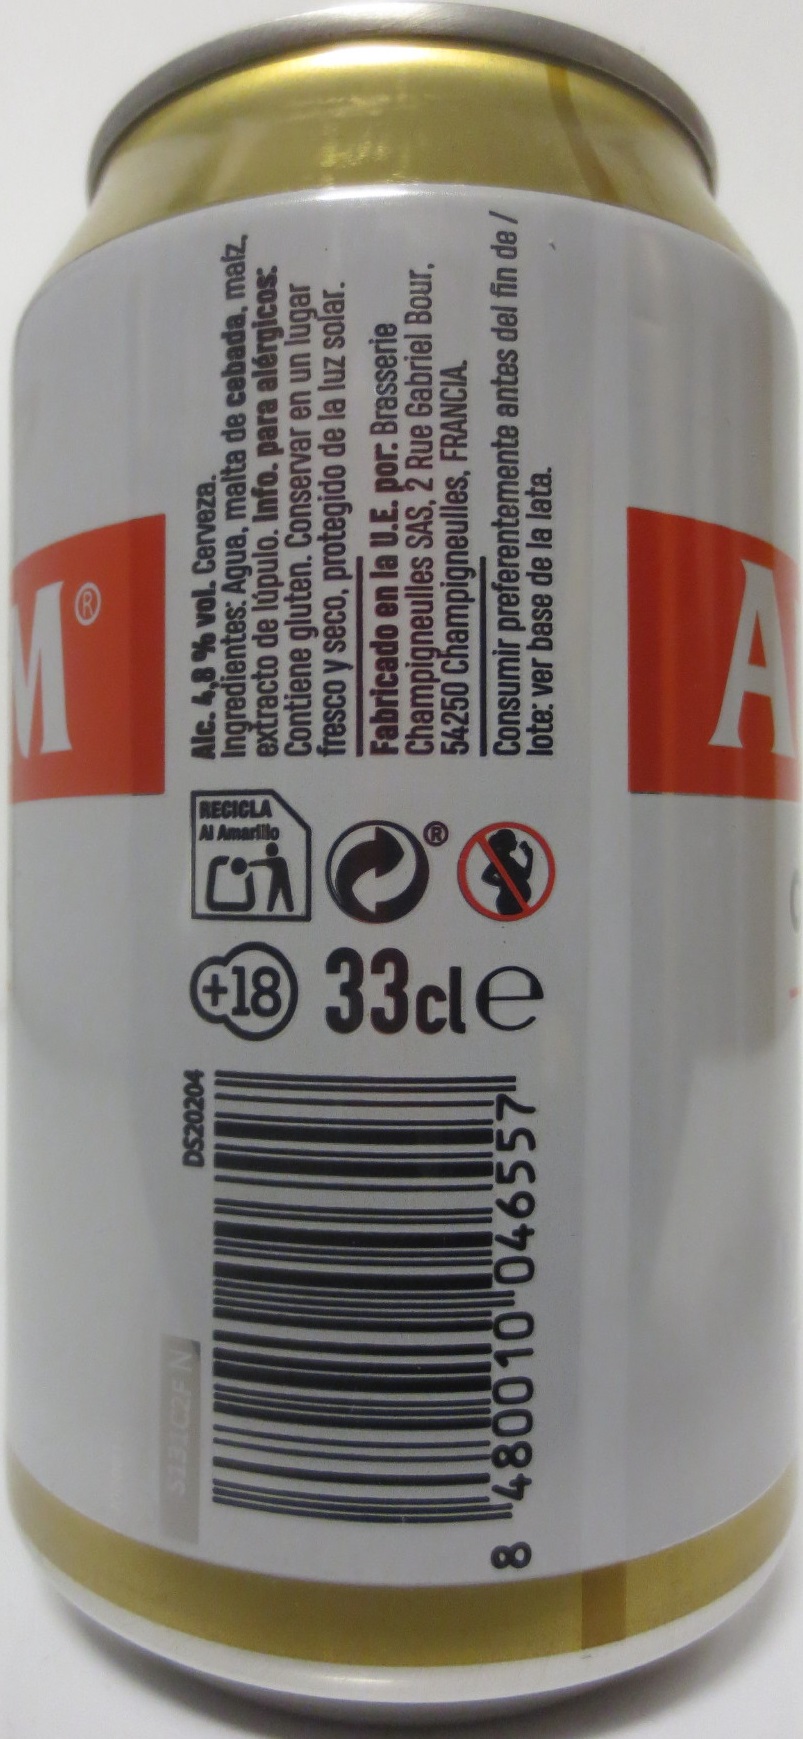 Alc. 4,8 % vol. Cerveza.
Ingredientes: Agua, malta de cebada, maíz,
extracto de lúpulo. Info. para alérgicos:
Contiene gluten. Conservar en un lugar
fresco y seco, protegido de la luz solar.
Fabricado en la U.E. por: Brasserie
Champigneulles SAS, 2 Rue Gabriel Bour,
54250 Champigneulles, FRANCIA.
Consumir preferentemente antes del fin de /
lote: ver base de la lata.
M®
A
RECICLA
Al Amarillo
®
+18
33cl e
DS20204
8 480010 046557